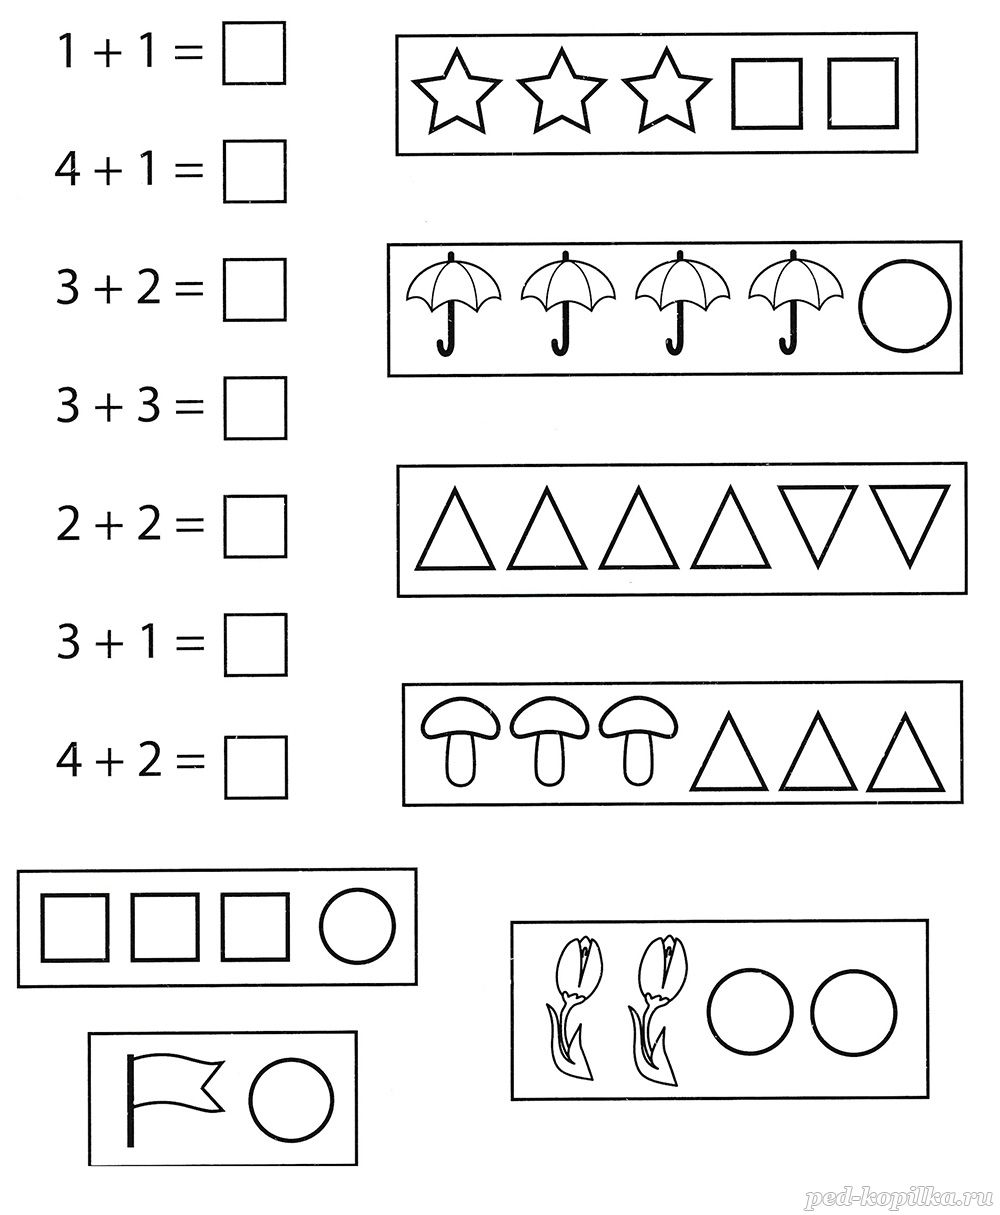 1 + 1 =
4 + 1 =
3 + 2 =
3 + 3 =
2 + 2 =
3 + 1 =
4 + 2 =
ped-kopilka.ru